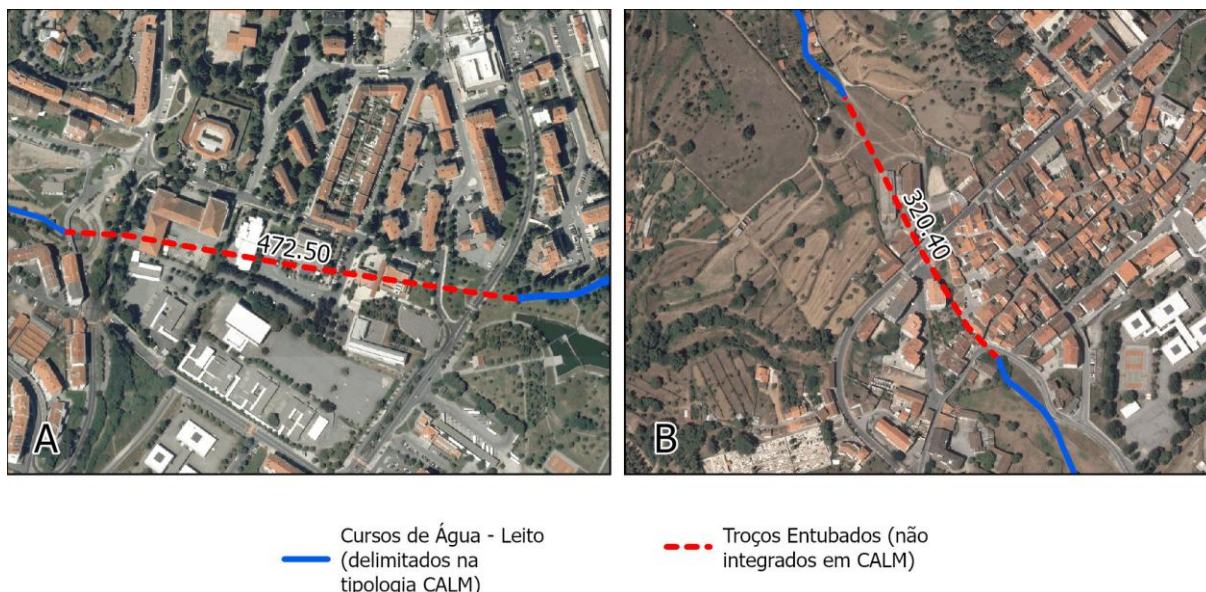 472.50
A
320.40
B
Cursos de Água - Leito
(delimitados na
tipologia CALM)
Troços Entubados (não
integrados em CALM)